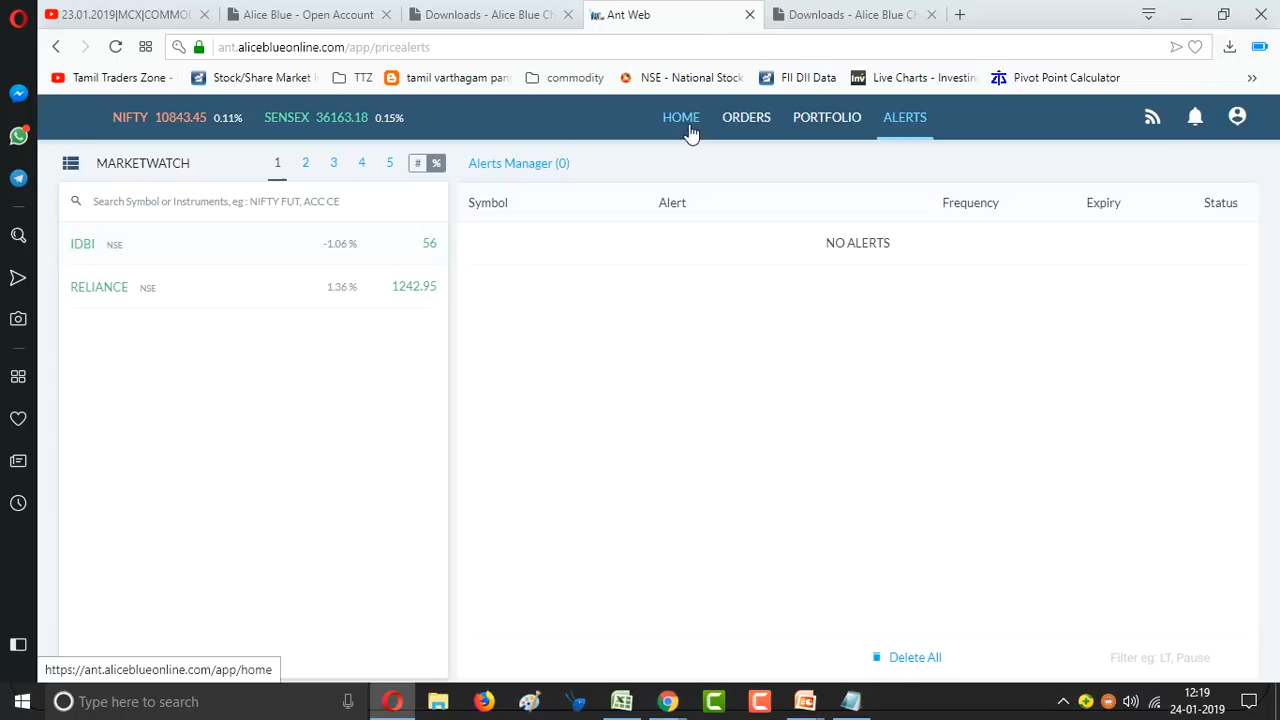 23.01.2019|MCX|COMMOD
Alice Blue - Open Account
Downloads - Alice Blue Ch
Ant Web
Downloads - Alice Blue Ch
ant.aliceblueonline.com/app/pricealerts
Tamil Traders Zone -
Stock/Share Market I
TTZ
tamil varthagam pan
commodity
NSE - National Stock
FII DII Data
Live Charts - Investin
Pivot Point Calculator
NIFTY 10843.45 0.11% SENSEX 36163.18 0.15%
HOME ORDERS PORTFOLIO ALERTS
MARKETWATCH 1 2 3 4 5 # %
Alerts Manager (0)
Search Symbol or Instruments, eg : NIFTY FUT, ACC CE
Symbol Alert Frequency Expiry Status
IDBI NSE -1.06 % 56
NO ALERTS
RELIANCE NSE 1.36 % 1242.95
Delete All
Filter eg: LT, Pause
https://ant.aliceblueonline.com/app/home
Type here to search
12:19
24-01-2019